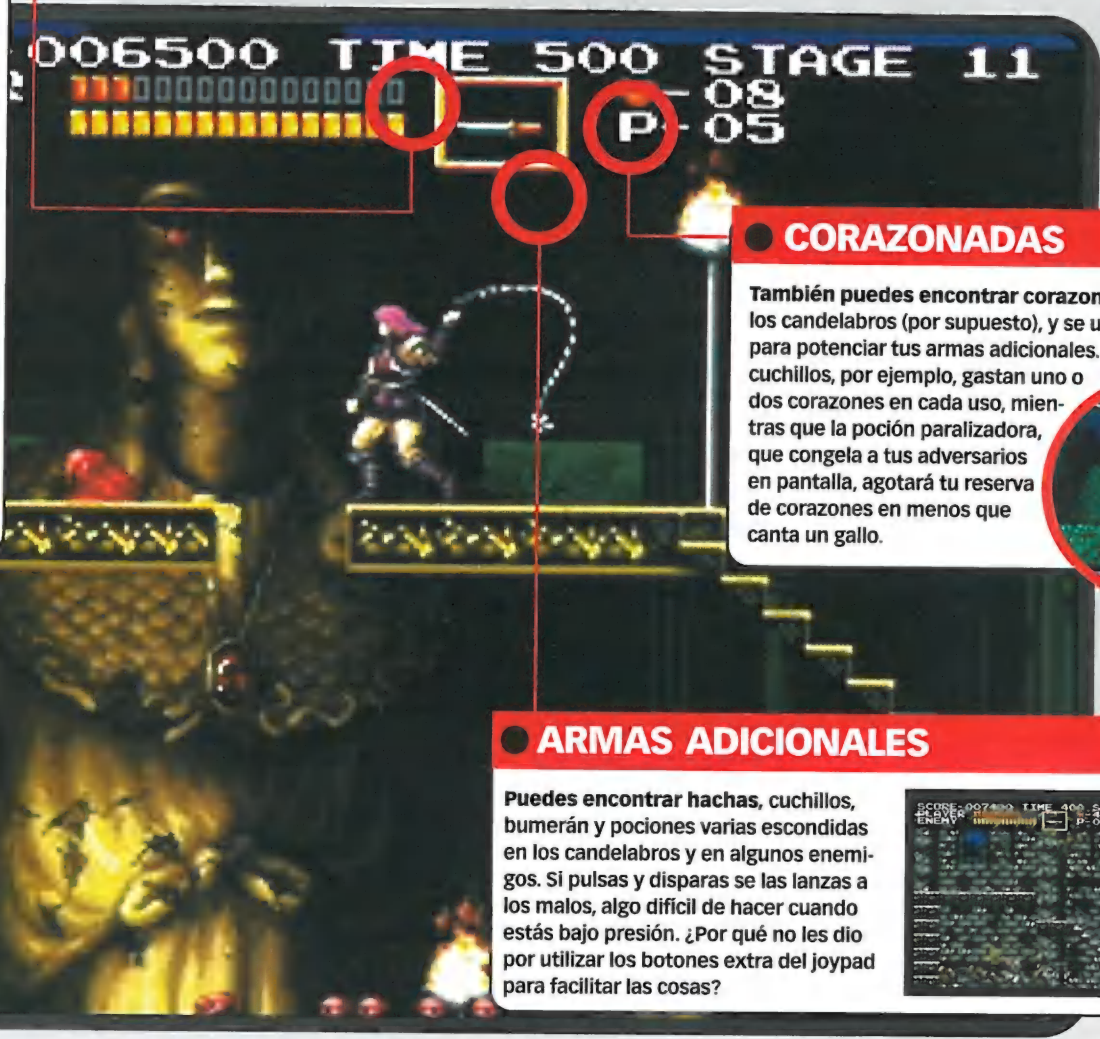 006500 TIME 500 STAGE 11
-08
P-05
CORAZONADAS
También puedes encontrar
los candelabros (por supuesto), y se
para potenciar tus armas adicionales.
cuchillos, por ejemplo, gastan uno o
dos corazones en cada uso, mien-
tras que la poción paralizadora,
que congela a tus adversarios
en pantalla, agotará tu reserva
de corazones en menos que
canta un gallo.
ARMAS ADICIONALES
Puedes encontrar hachas, cuchillos,
bumerán y pociones varias escondidas
en los candelabros y en algunos enemi-
gos. Si pulsas y disparas se las lanzas a
los malos, algo difícil de hacer cuando
estás bajo presión. ¿Por qué no les dio
por utilizar los botones extra del joypad
para facilitar las cosas?
SCORE-007400 TIME 400
PLAYER
ENEMY